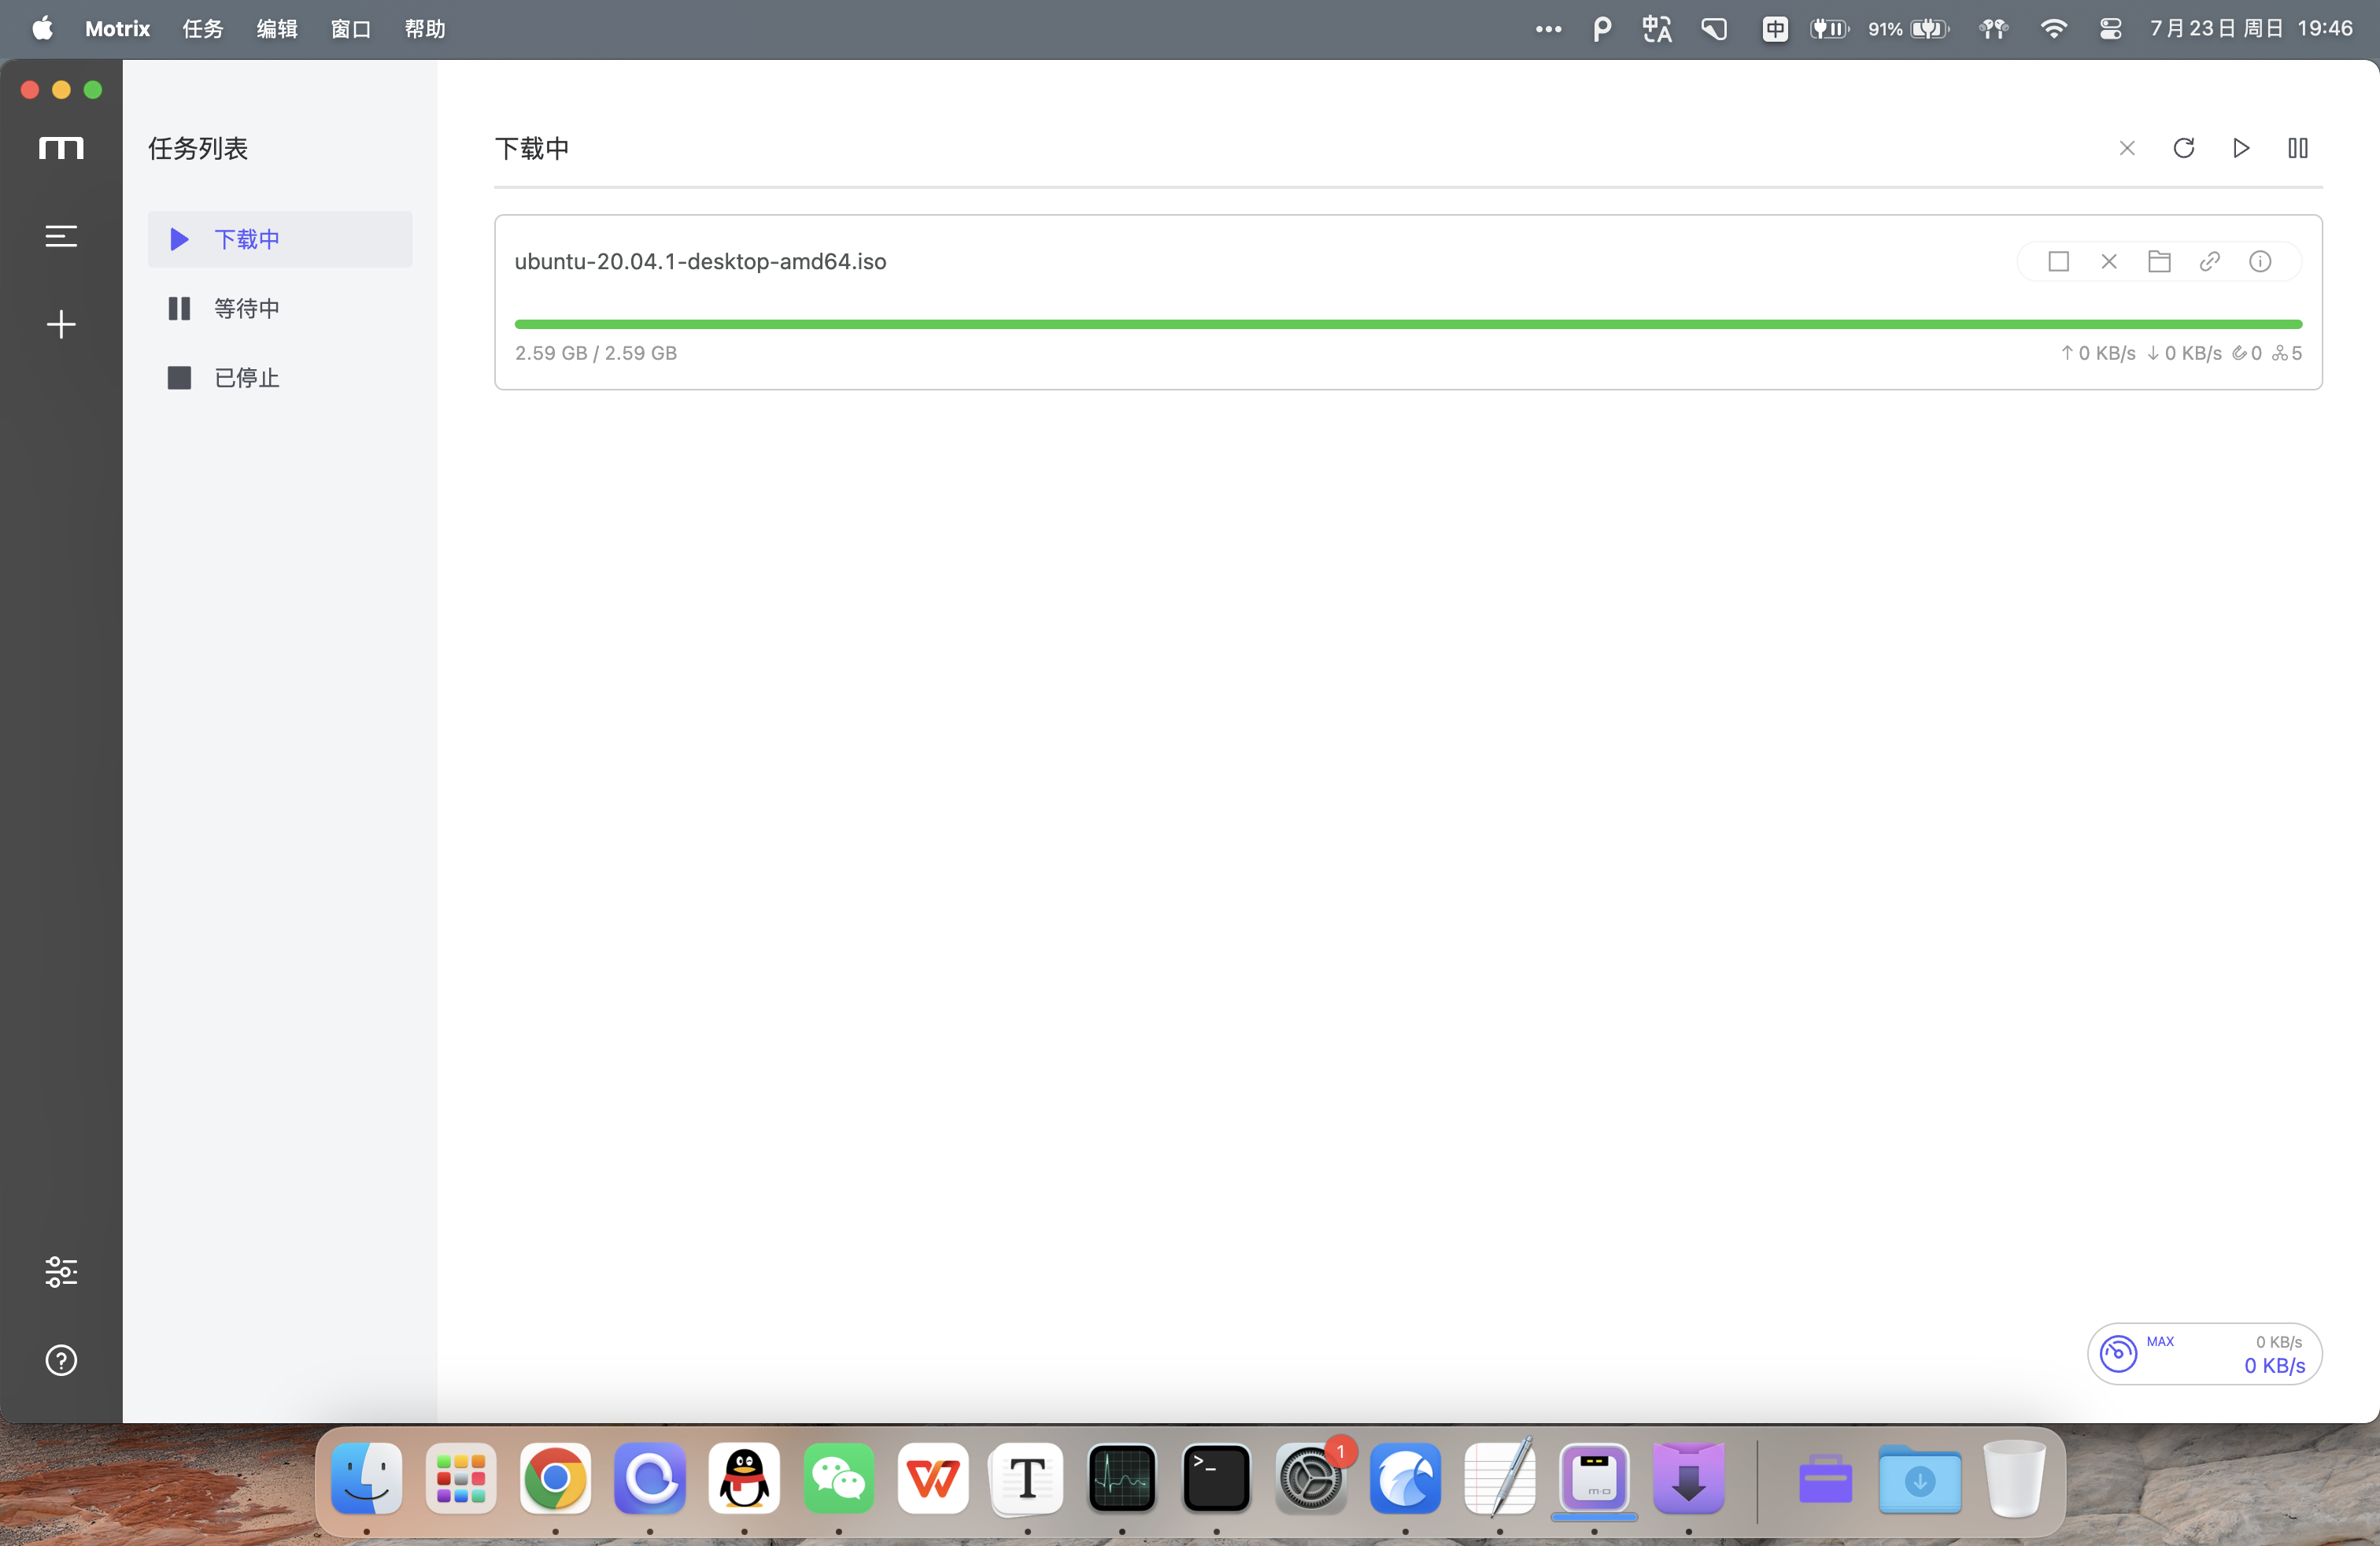 Motrix 任务 编辑 窗口 帮助
中 91% 7月23日 周日 19:46
任务列表
下载中
等待中
已停止
下载中
ubuntu-20.04.1-desktop-amd64.iso
2.59 GB / 2.59 GB
↑ 0 KB/s ↓ 0 KB/s 0 5
MAX
0 KB/s
0 KB/s
1